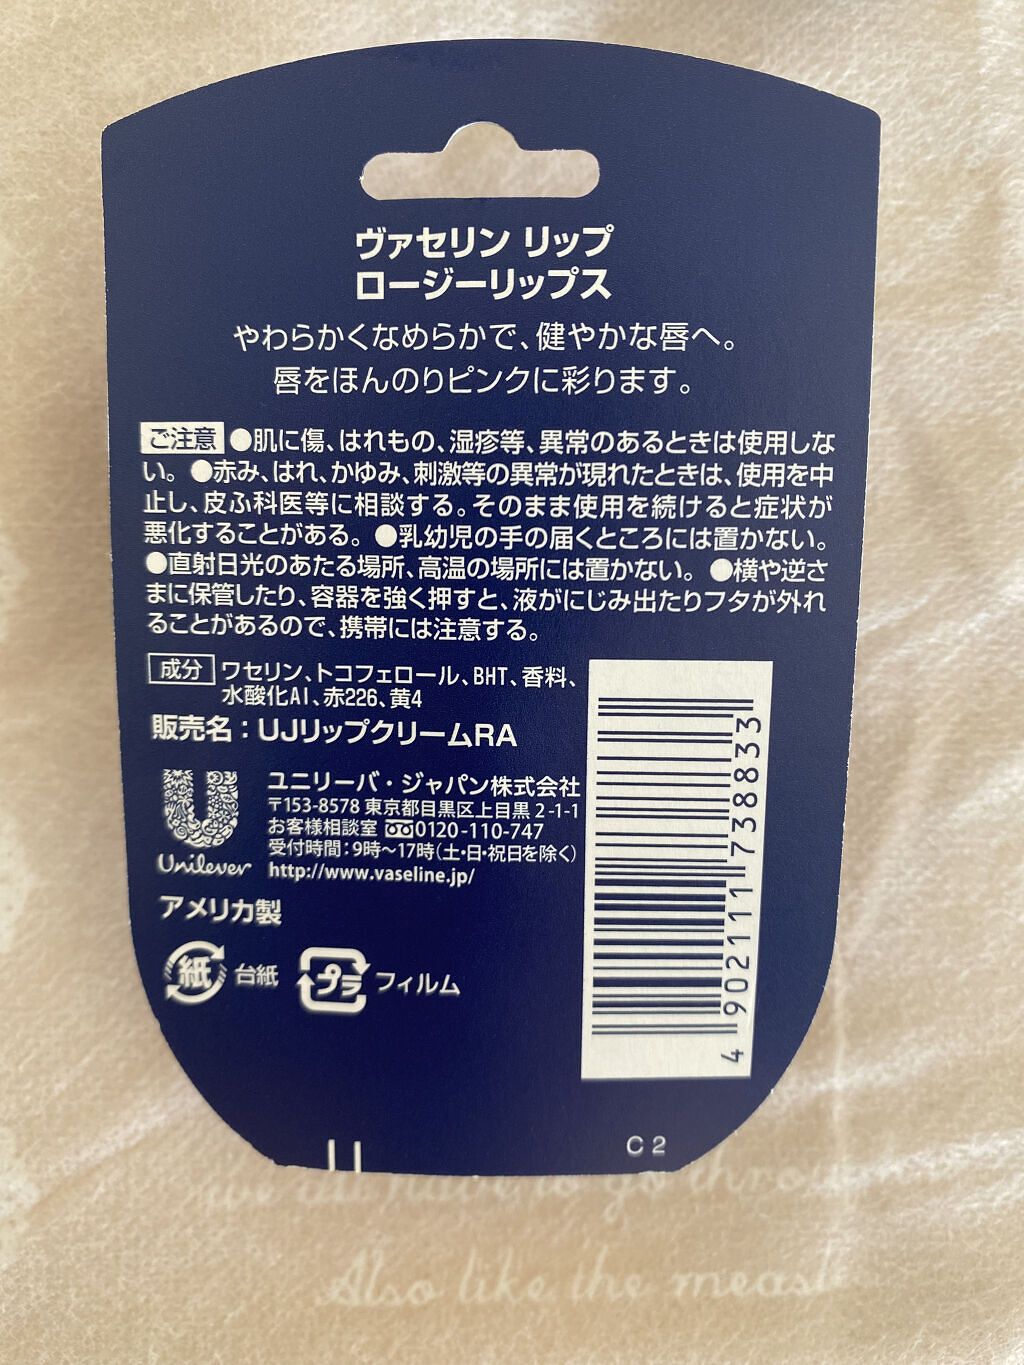 ヴァセリン リップ
ロージーリップス
やわらかくなめらかで、健やかな唇へ。
唇をほんのりピンクに彩ります。
ご注意 ●肌に傷、はれもの、湿疹等、異常のあるときは使用しな
い。 ●赤み、はれ、かゆみ、刺激等の異常が現れたときは、使用を中
止し、皮ふ科医等に相談する。そのまま使用を続けると症状が
悪化することがある。 ●乳幼児の手の届くところには置かない。
●直射日光のあたる場所、高温の場所には置かない。 ●横や逆さ
まに保管したり、容器を強く押すと、液がにじみ出たりフタが外れ
ることがあるので、携帯には注意する。
成分 ワセリン、トコフェロール、BHT、香料、
水酸化Al、赤226、黄4
販売名：UJリップクリームRA
ユニリーバ・ジャパン株式会社
〒153-8578 東京都目黒区上目黒 2-1-1
お客様相談室 0120-110-747
受付時間：9時〜17時(土・日・祝日を除く)
Unilever http://www.vaseline.jp/
アメリカ製
紙 台紙 プラ フィルム
4 902111 738833
C 2
we all have to go thro
Also like the meas